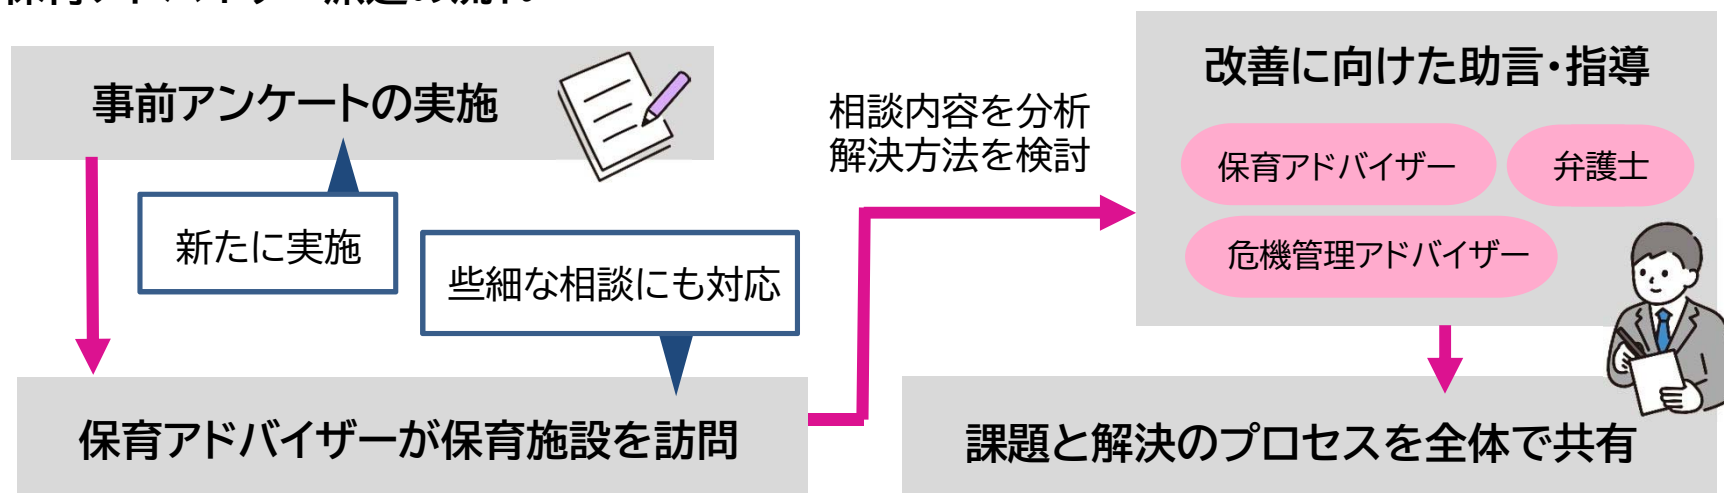 事前アンケートの実施
新たに実施
些細な相談にも対応
保育アドバイザーが保育施設を訪問
相談内容を分析
解決方法を検討
改善に向けた助言・指導
保育アドバイザー
弁護士
危機管理アドバイザー
課題と解決のプロセスを全体で共有